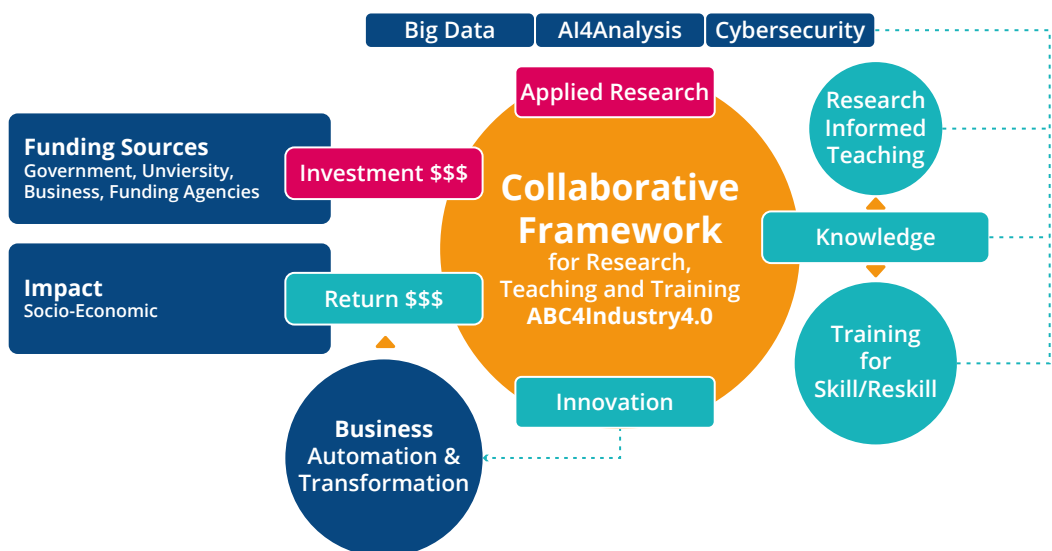 Big Data
AI4Analysis
Cybersecurity
Applied Research
Research
Informed
Teaching
Funding Sources
Government, Unviersity,
Business, Funding Agencies
Investment $$$
Collaborative
Framework
for Research,
Teaching and Training
ABC4Industry4.0
Knowledge
Impact
Socio-Economic
Return $$$
Training
for
Skill/Reskill
Innovation
Business
Automation &
Transformation